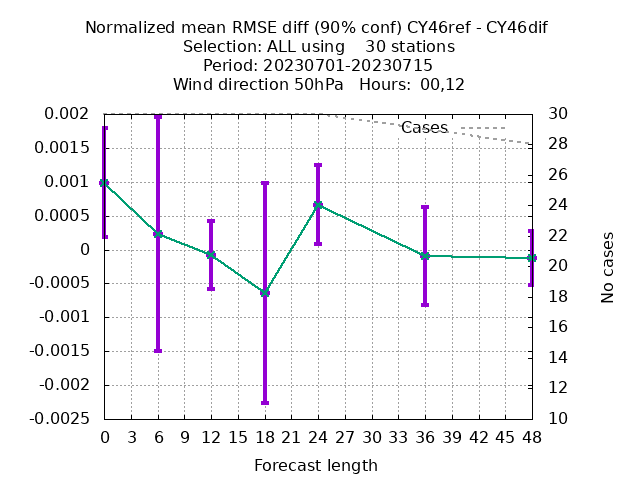 Normalized mean RMSE diff (90% conf) CY46ref - CY46dif
Selection: ALL using    30 stations
Period: 20230701-20230715
Wind direction 50hPa   Hours:  00,12
0.002
0.0015
0.001
0.0005
0
-0.0005
-0.001
-0.0015
-0.002
-0.0025
Cases
30
28
26
24
22
20
18
16
14
12
10
No cases
0 3 6 9 12 15 18 21 24 27 30 33 36 39 42 45 48
Forecast length